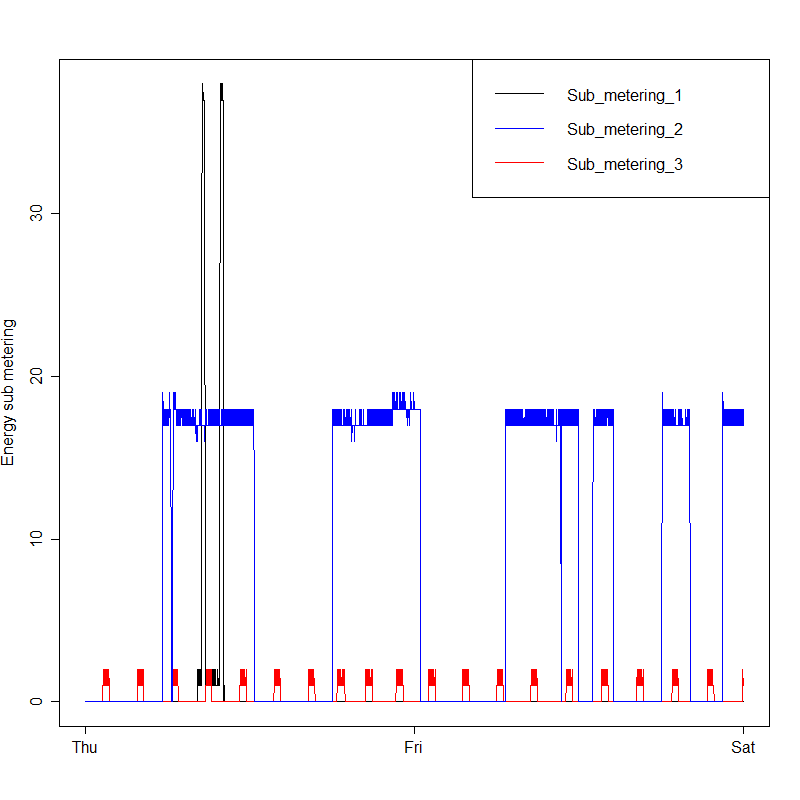 Sub_metering_1
Sub_metering_2
Sub_metering_3
Energy sub metering
30
20
10
0
Thu
Fri
Sat